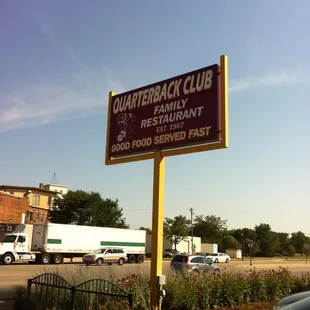 QUARTERBACK CLUB
FAMILY
RESTAURANT
EST. 1967
GOOD FOOD SERVED FAST